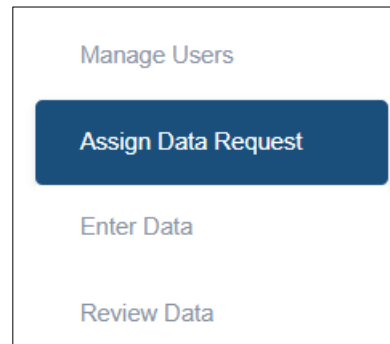 Manage Users
Assign Data Request
Enter Data
Review Data